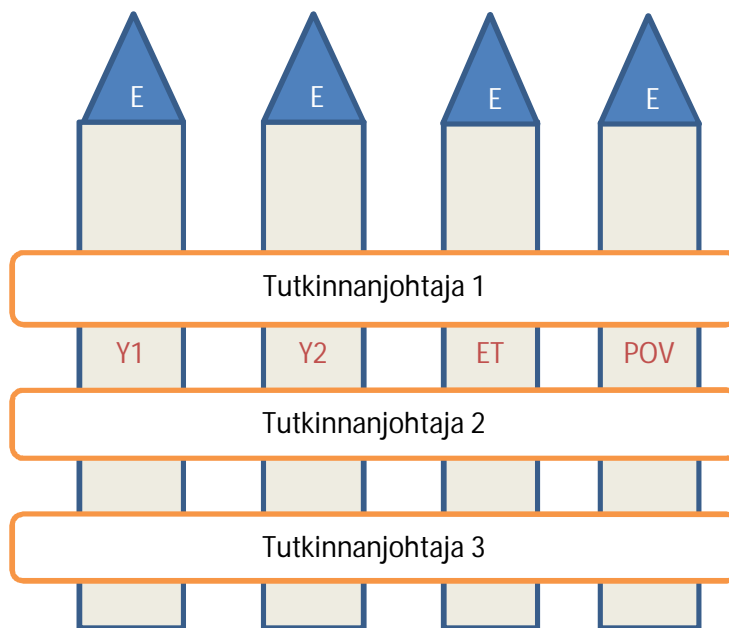 E E E E
Tutkinnanjohtaja 1
Y1 Y2 ET POV
Tutkinnanjohtaja 2
Tutkinnanjohtaja 3